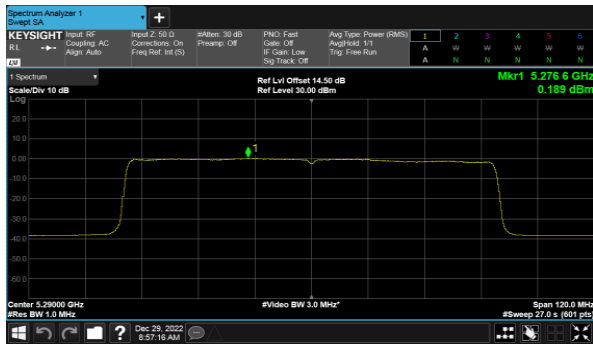 Spectrum Analyzer 1
Swept SA
+
KEYSIGHT
RL
Input: RF
Coupling: AC
Align: Auto
Input Z: 50 Ω
Corrections: On
Freq Ref: Int (S)
#Atten: 30 dB
Preamp: Off
PNO: Fast
Gate: Off
IF Gain: Low
Sig Track: Off
Avg Type: Power (RMS)
Avg|Hold: 1/1
Trig: Free Run
1 2 3 4 5 6
A W W W W W
A N N N N N
LU
1 Spectrum
Scale/Div 10 dB
Ref Lvl Offset 14.50 dB
Ref Level 30.00 dBm
Mkr1 5.276 6 GHz
0.189 dBm
Log
20.0
10.0
0.00
-10.0
-20.0
-30.0
-40.0
-50.0
-60.0
1
Center 5.29000 GHz
#Res BW 1.0 MHz
#Video BW 3.0 MHz*
Span 120.0 MHz
#Sweep 27.0 s (601 pts)
?
Dec 29, 2022
8:57:16 AM